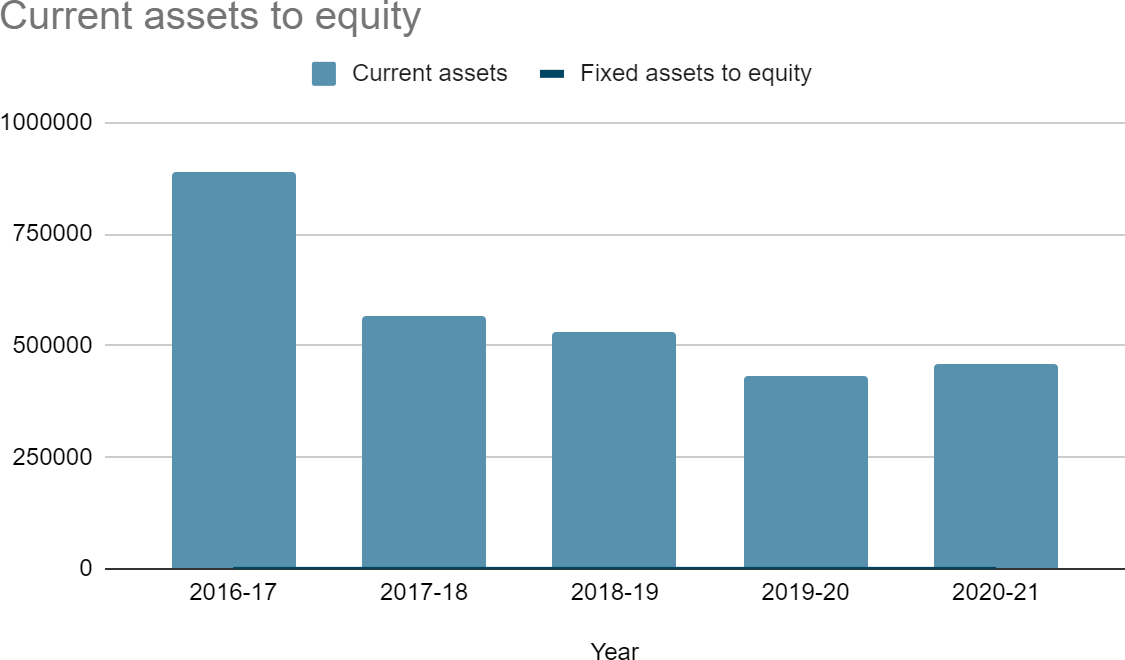 Current assets to equity
Current assets Fixed assets to equity
1000000
750000
500000
250000
0
2016-17 2017-18 2018-19 2019-20 2020-21
Year